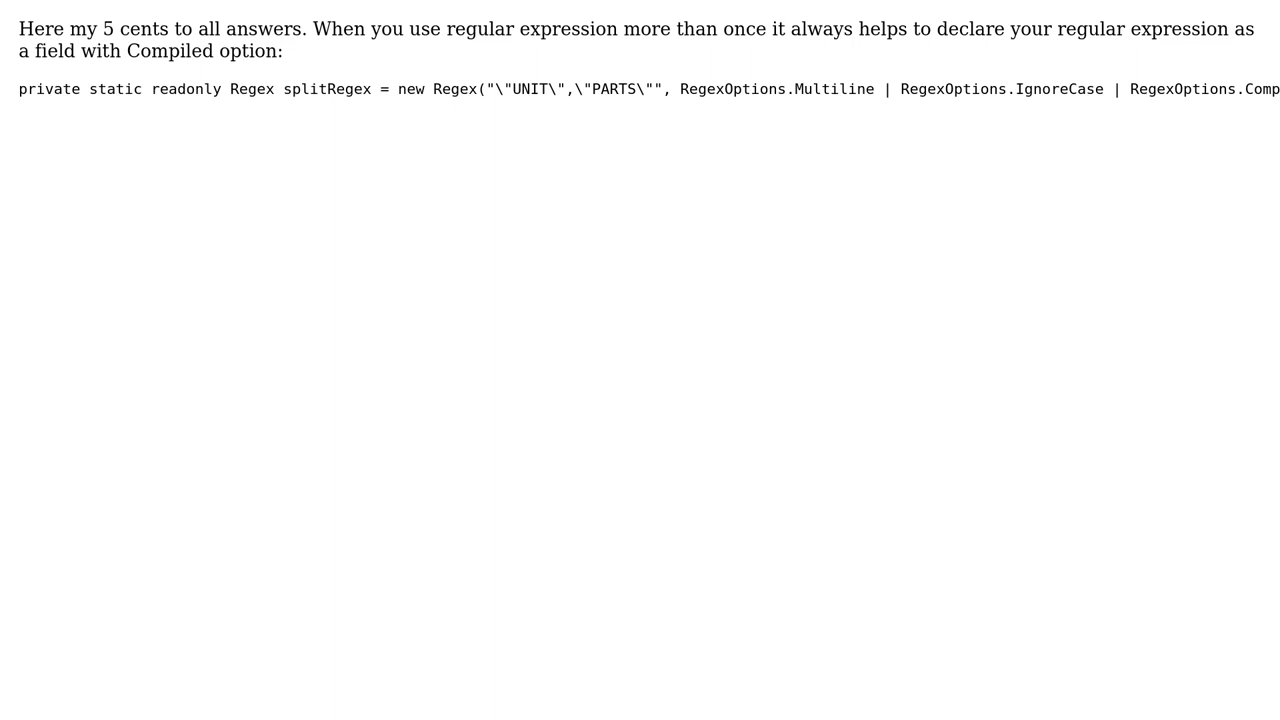 Here my 5 cents to all answers. When you use regular expression more than once it always helps to declare your regular expression as
a field with Compiled option:
private static readonly Regex splitRegex = new Regex("\"UNIT\",\"PARTS\"", RegexOptions.Multiline | RegexOptions.IgnoreCase | RegexOptions.Comp